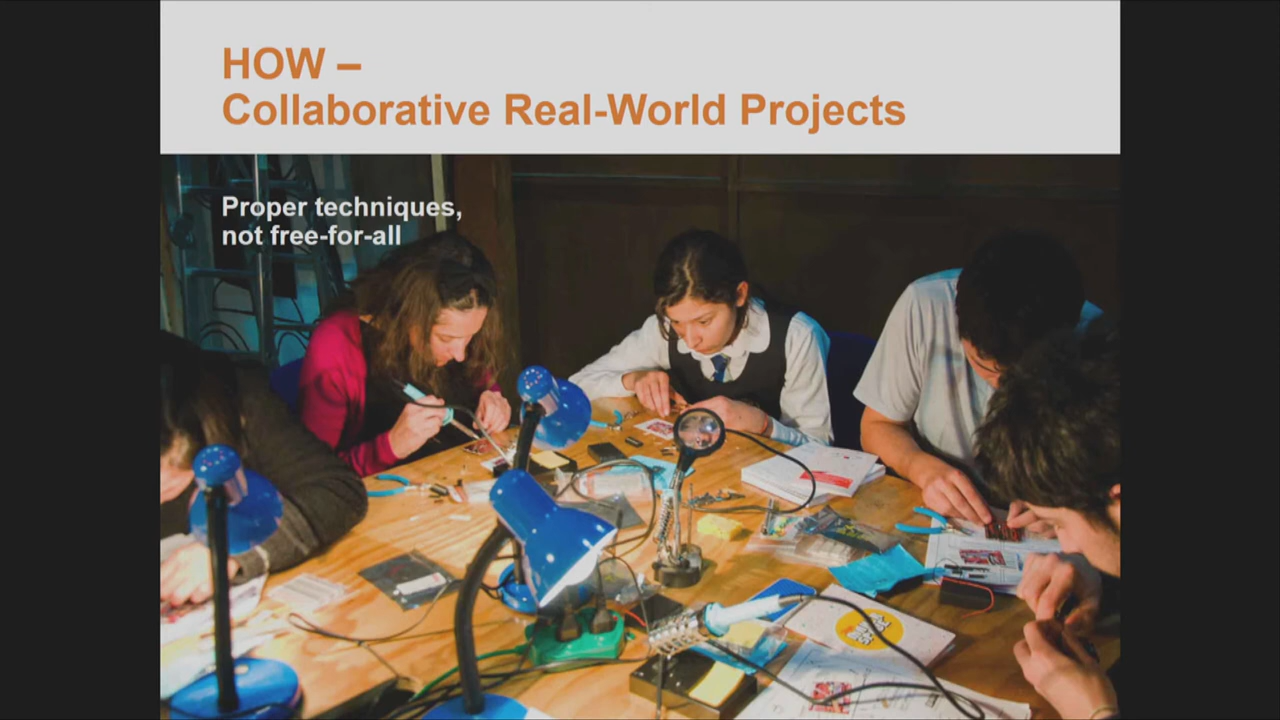 HOW –
Collaborative Real-World Projects
Proper techniques,
not free-for-all